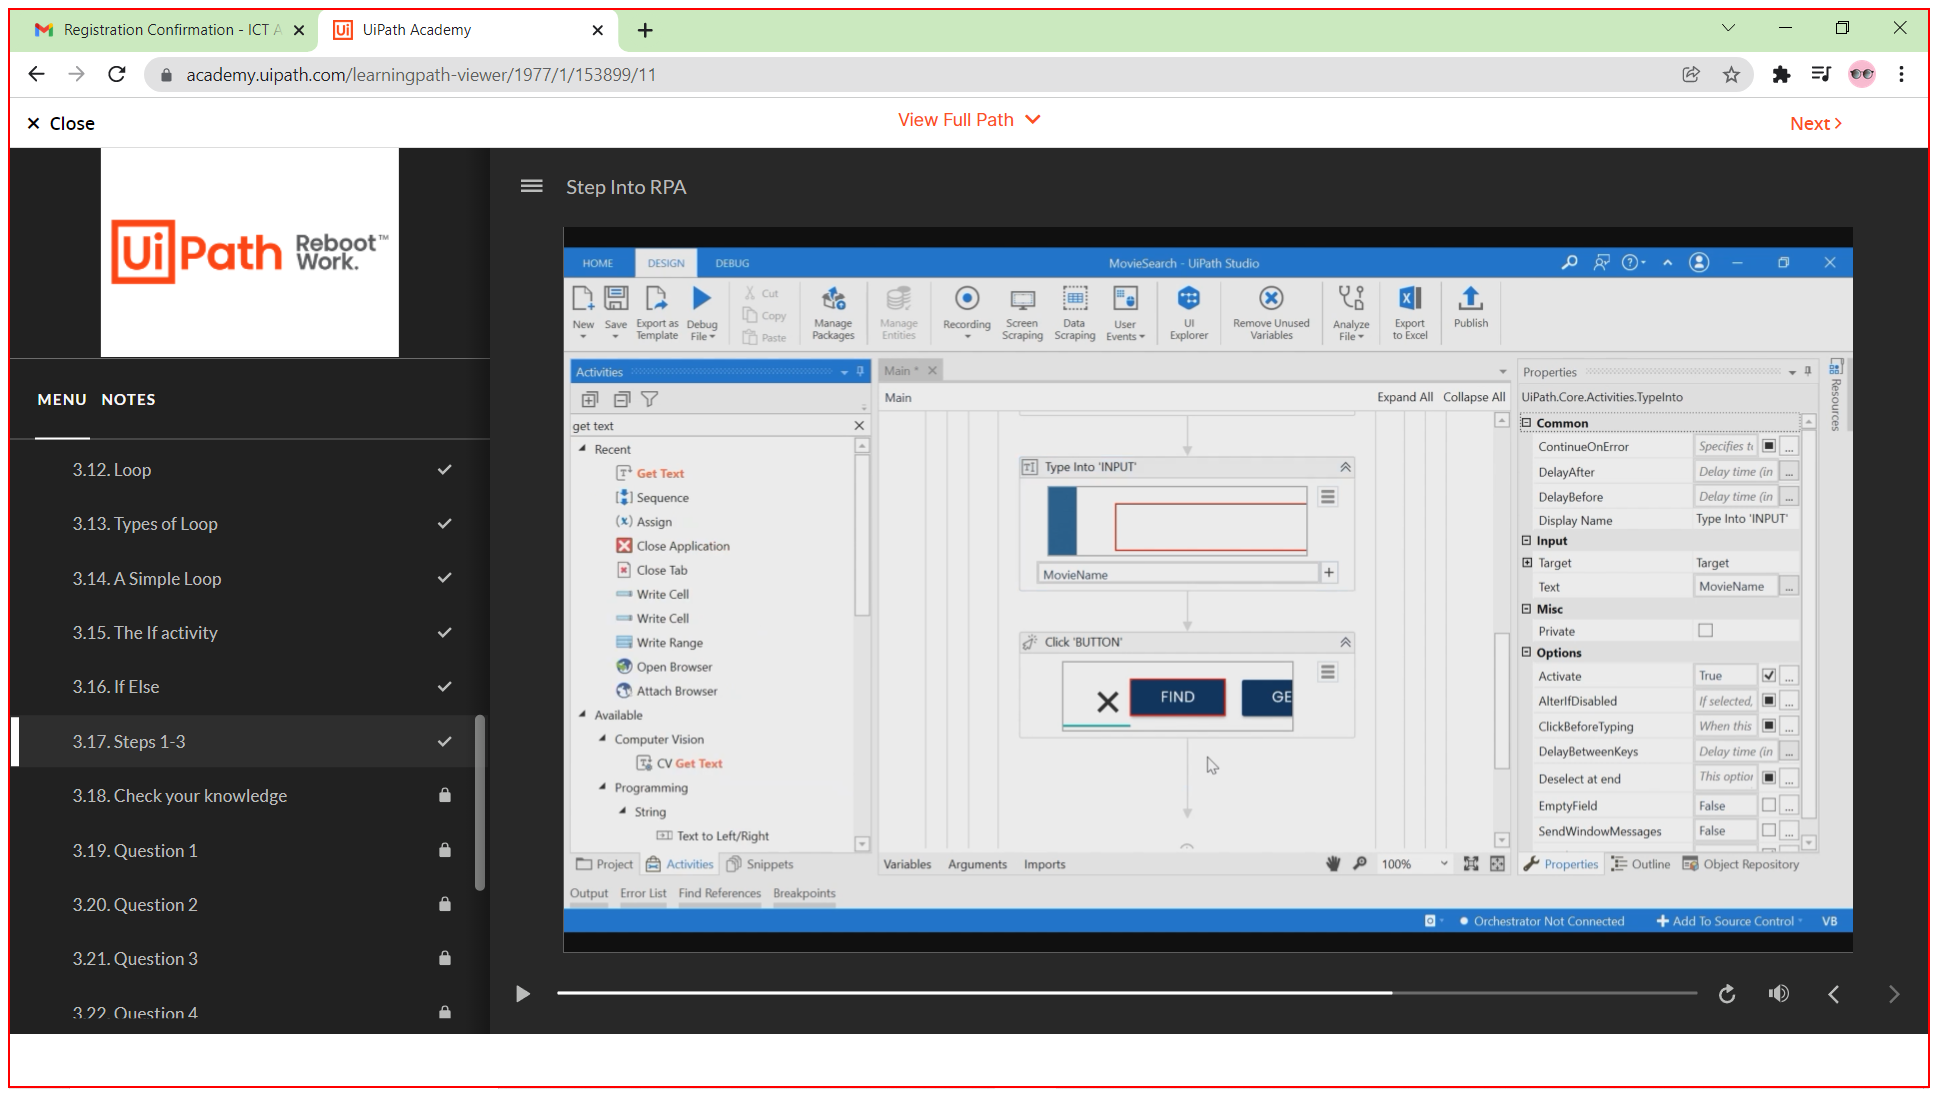 Registration Confirmation - ICT A
UiPath Academy
academy.uipath.com/learningpath-viewer/1977/1/153899/11
Close
View Full Path
Next
UiPath Reboot Work.™
MENU NOTES
3.12. Loop
3.13. Types of Loop
3.14. A Simple Loop
3.15. The If activity
3.16. If Else
3.17. Steps 1-3
3.18. Check your knowledge
3.19. Question 1
3.20. Question 2
3.21. Question 3
3.22. Question 4
Step Into RPA
HOME DESIGN DEBUG
MovieSearch - UiPath Studio
New
Save
Export as Template
Debug File
Cut
Copy
Paste
Manage Packages
Manage Entities
Recording
Screen Scraping
Data Scraping
User Events
UI Explorer
Remove Unused Variables
Analyze File
Export to Excel
Publish
Activities
get text
Recent
Get Text
Sequence
Assign
Close Application
Close Tab
Write Cell
Write Cell
Write Range
Open Browser
Attach Browser
Available
Computer Vision
CV Get Text
Programming
String
Text to Left/Right
Project Activities Snippets
Main *
Main
Expand All Collapse All
Type Into 'INPUT'
MovieName
Click 'BUTTON'
FIND GE
Variables Arguments Imports
100%
Properties
UiPath.Core.Activities.TypeInto
Common
ContinueOnError Specifies to ...
DelayAfter Delay time (in ...
DelayBefore Delay time (in ...
Display Name Type Into 'INPUT'
Input
Target Target
Text MovieName ...
Misc
Private
Options
Activate True ...
AlterIfDisabled If selected, ...
ClickBeforeTyping When this ...
DelayBetweenKeys Delay time (in ...
Deselect at end This option ...
EmptyField False ...
SendWindowMessages False ...
Properties Outline Object Repository
Resources
Output Error List Find References Breakpoints
Orchestrator Not Connected Add To Source Control VB